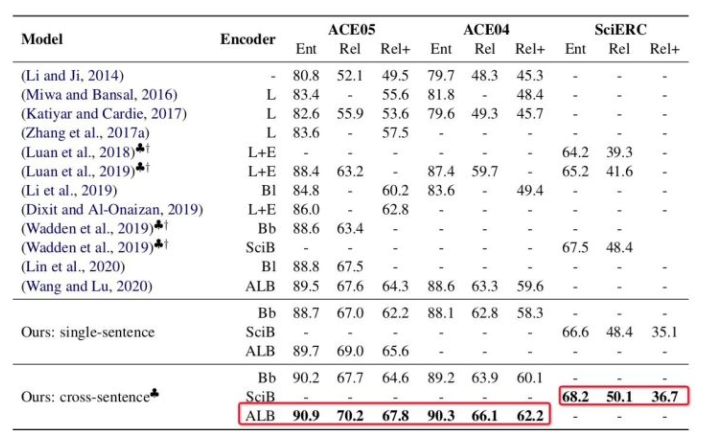 Model Encoder ACE05 ACE04 SciERC
Ent Rel Rel+ Ent Rel Rel+ Ent Rel Rel+
(Li and Ji, 2014) - 80.8 52.1 49.5 79.7 48.3 45.3 - - -
(Miwa and Bansal, 2016) L 83.4 - 55.6 81.8 - 48.4 - - -
(Katiyar and Cardie, 2017) L 82.6 55.9 53.6 79.6 49.3 45.7 - - -
(Zhang et al., 2017a) L 83.6 - 57.5 - - - - - -
(Luan et al., 2018)♣† L+E - - - - - - 64.2 39.3 -
(Luan et al., 2019)♣† L+E 88.4 63.2 - 87.4 59.7 - 65.2 41.6 -
(Li et al., 2019) Bl 84.8 - 60.2 83.6 - 49.4 - - -
(Dixit and Al-Onaizan, 2019) L+E 86.0 - 62.8 - - - - - -
(Wadden et al., 2019)♣† Bb 88.6 63.4 - - - - - - -
(Wadden et al., 2019)♣† SciB - - - - - - 67.5 48.4 -
(Lin et al., 2020) Bl 88.8 67.5 - - - - - - -
(Wang and Lu, 2020) ALB 89.5 67.6 64.3 88.6 63.3 59.6 - - -
Bb 88.7 67.0 62.2 88.1 62.8 58.3 - - -
Ours: single-sentence SciB - - - - - - 66.6 48.4 35.1
ALB 89.7 69.0 65.6 - - - - - -
Bb 90.2 67.7 64.6 89.2 63.9 60.1 - - -
Ours: cross-sentence♣ SciB - - - - - - 68.2 50.1 36.7
ALB 90.9 70.2 67.8 90.3 66.1 62.2 - - -